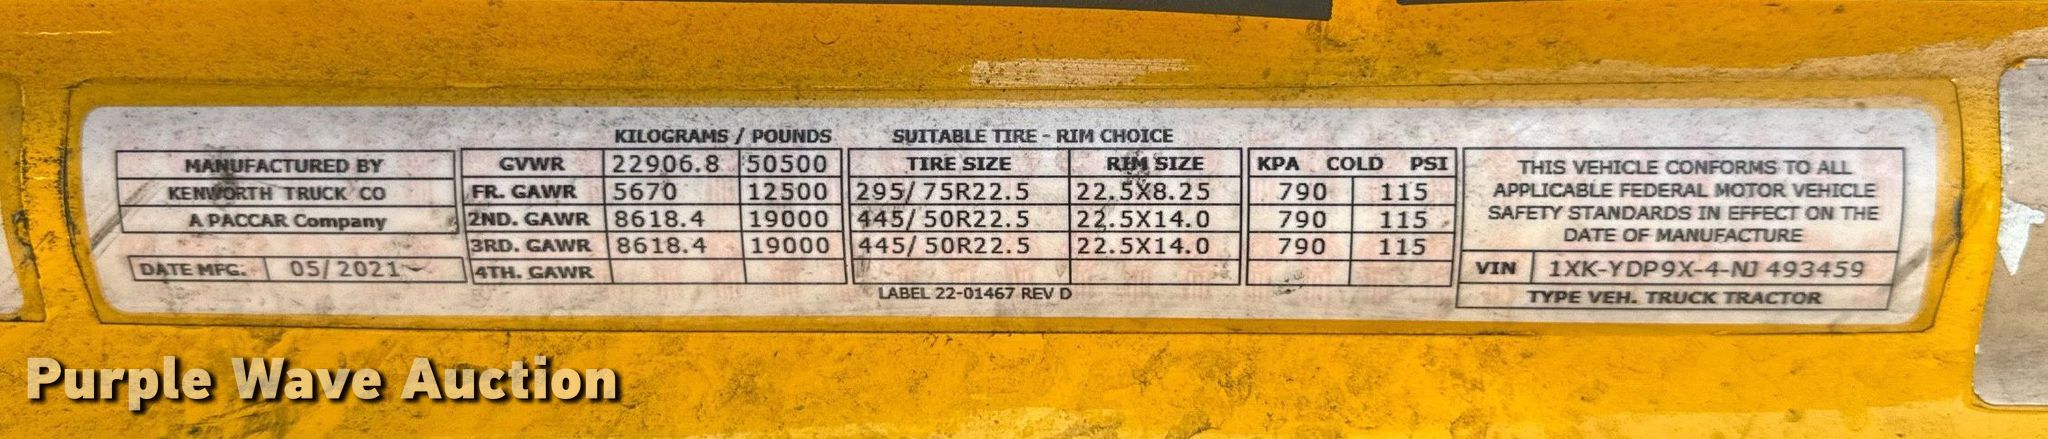 KILOGRAMS / POUNDS SUITABLE TIRE - RIM CHOICE
MANUFACTURED BY GVWR 22906.8 50500 TIRE SIZE RIM SIZE KPA COLD PSI
KENWORTH TRUCK CO FR. GAWR 5670 12500 295/75R22.5 22.5X8.25 790 115
A PACCAR Company 2ND. GAWR 8618.4 19000 445/50R22.5 22.5X14.0 790 115
3RD. GAWR 8618.4 19000 445/50R22.5 22.5X14.0 790 115
DATE MFG. 05/2021 4TH. GAWR
LABEL 22-01467 REV D
THIS VEHICLE CONFORMS TO ALL
APPLICABLE FEDERAL MOTOR VEHICLE
SAFETY STANDARDS IN EFFECT ON THE
DATE OF MANUFACTURE
VIN 1XK-YDP9X-4-NJ 493459
TYPE VEH. TRUCK TRACTOR
Purple Wave Auction